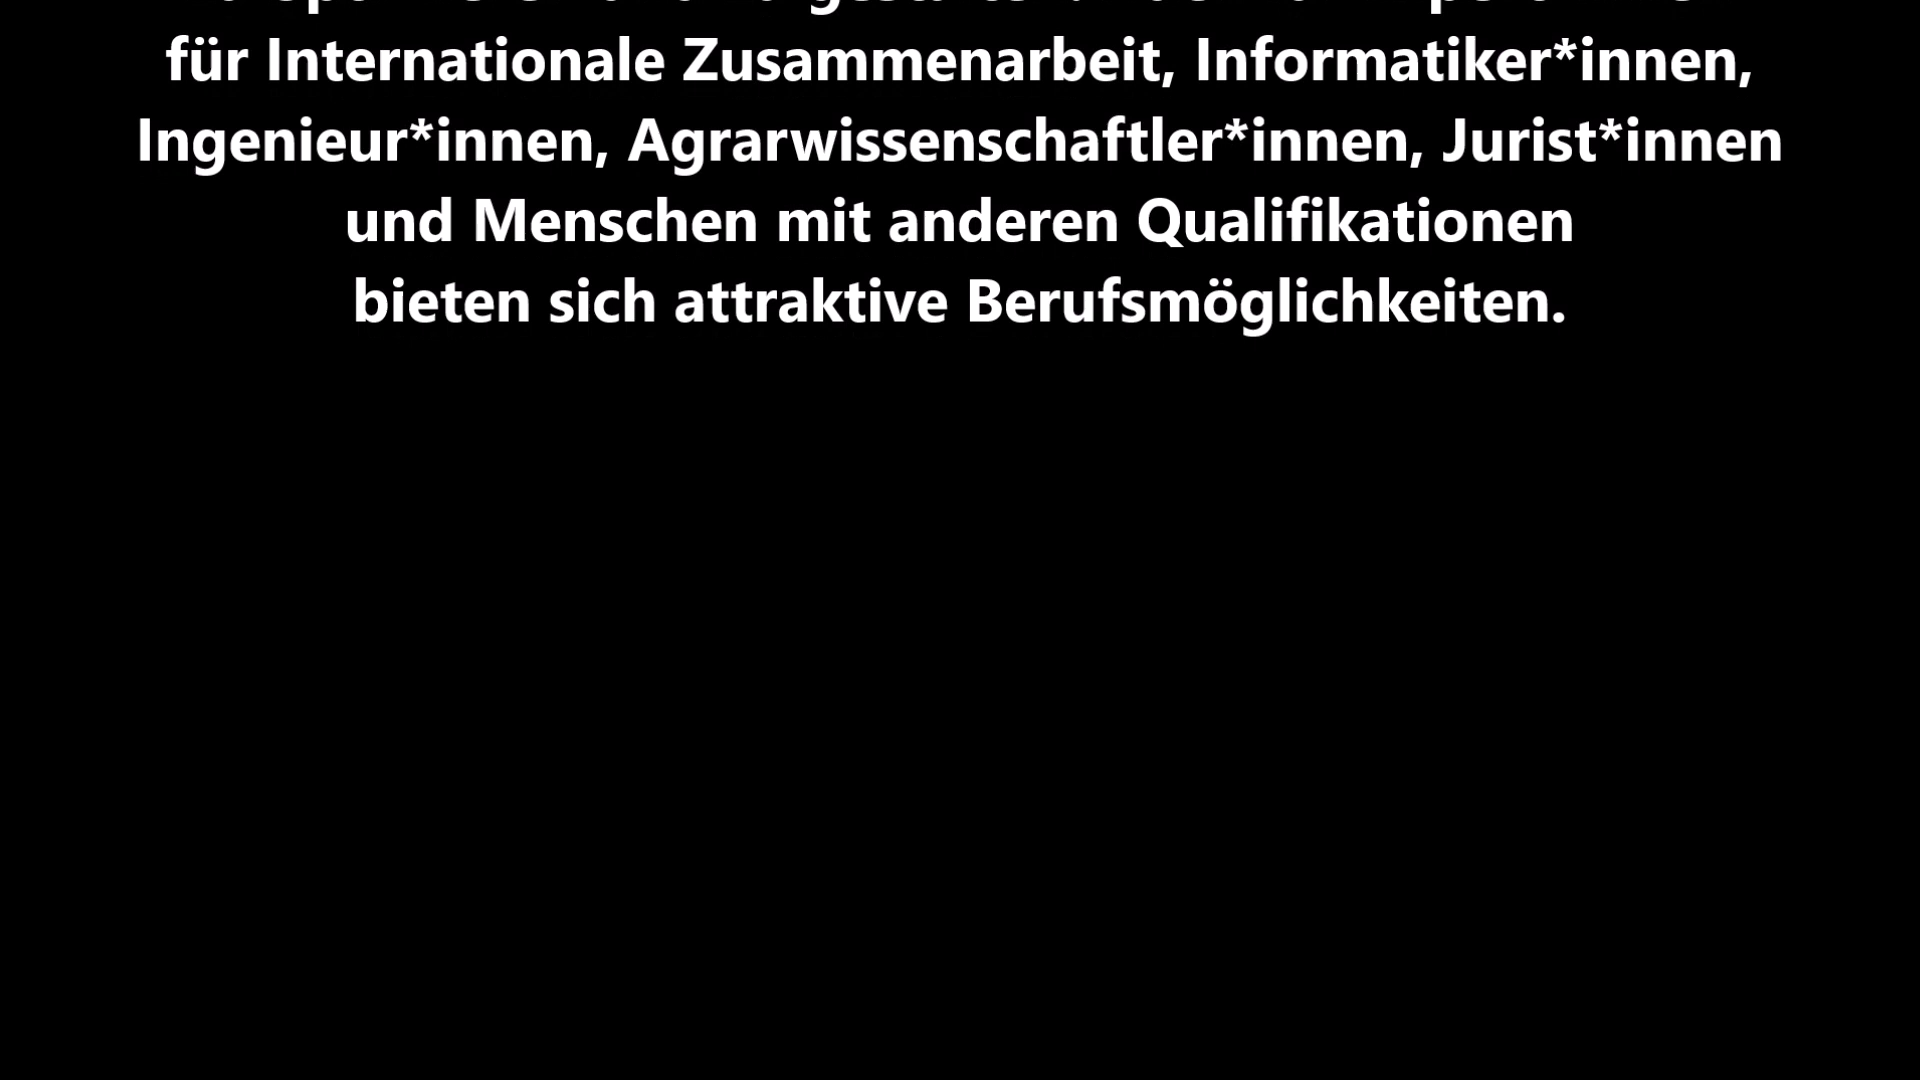 für Internationale Zusammenarbeit, Informatiker*innen,
Ingenieur*innen, Agrarwissenschaftler*innen, Jurist*innen
und Menschen mit anderen Qualifikationen
bieten sich attraktive Berufsmöglichkeiten.